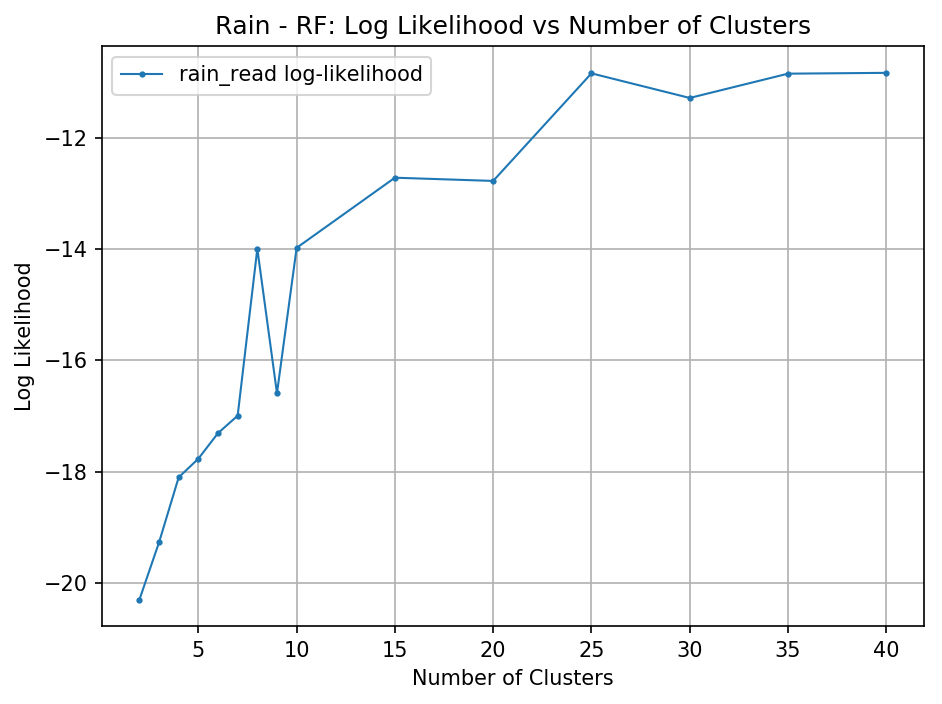 Rain - RF: Log Likelihood vs Number of Clusters
rain_read log-likelihood
Log Likelihood
−12
−14
−16
−18
−20
5 10 15 20 25 30 35 40
Number of Clusters